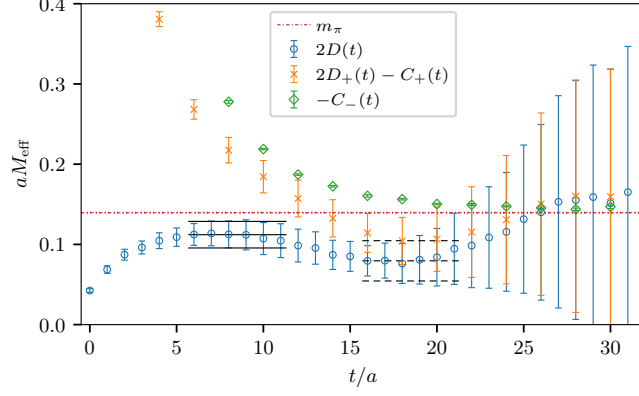 0.4
0.3
0.2
0.1
0.0
aM_eff
m_π
2D(t)
2D_+(t) − C_+(t)
−C_−(t)
0 5 10 15 20 25 30
t/a